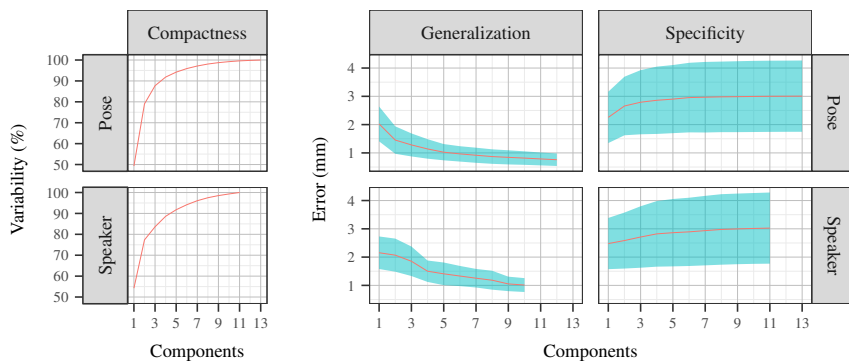 Compactness
Generalization
Specificity
Variability (%)
Pose
100
90
80
70
60
50
Speaker
100
90
80
70
60
50
1 3 5 7 9 11 13
Components
Error (mm)
4
3
2
1
4
3
2
1
Pose
Speaker
1 3 5 7 9 11 13
1 3 5 7 9 11 13
Components